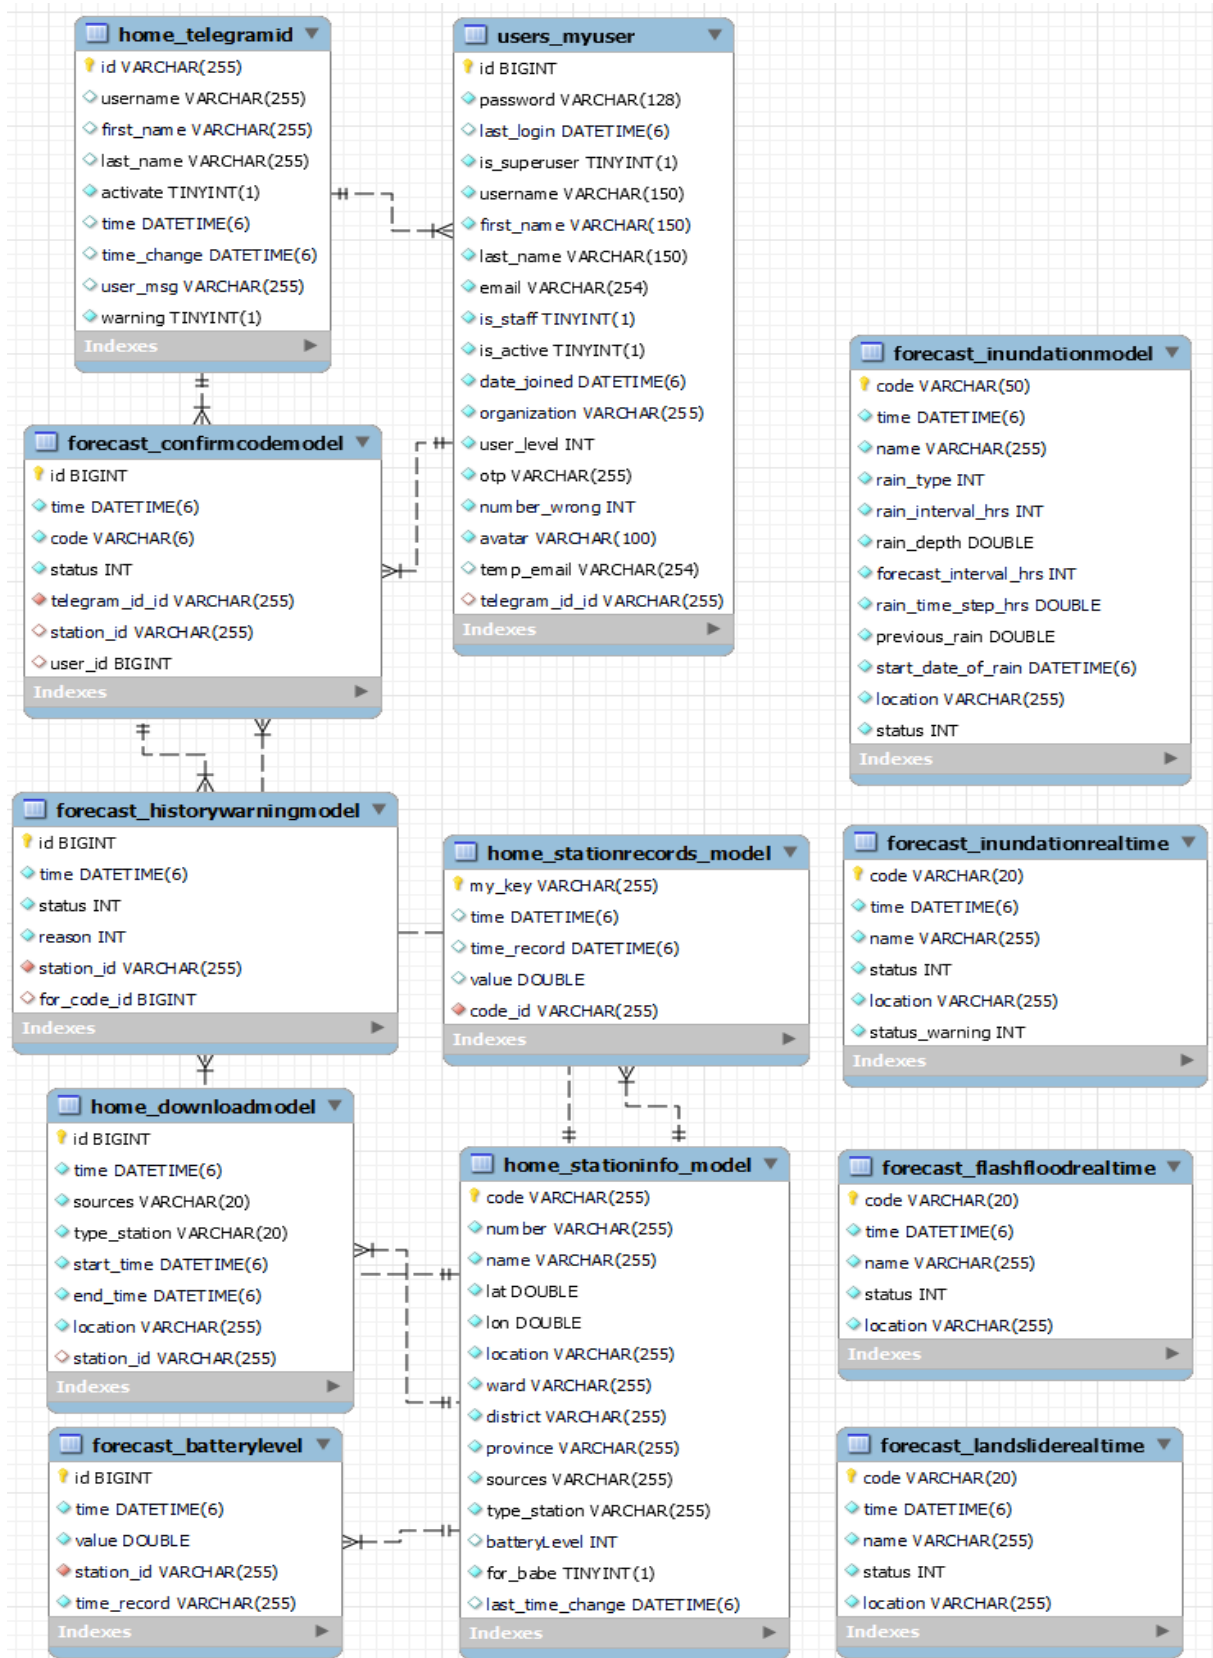 home_telegramid
id VARCHAR(255)
username VARCHAR(255)
first_name VARCHAR(255)
last_name VARCHAR(255)
activate TINYINT(1)
time DATETIME(6)
time_change DATETIME(6)
user_msg VARCHAR(255)
warning TINYINT(1)
Indexes
users_myuser
id BIGINT
password VARCHAR(128)
last_login DATETIME(6)
is_superuser TINYINT(1)
username VARCHAR(150)
first_name VARCHAR(150)
last_name VARCHAR(150)
email VARCHAR(254)
is_staff TINYINT(1)
is_active TINYINT(1)
date_joined DATETIME(6)
organization VARCHAR(255)
user_level INT
otp VARCHAR(255)
number_wrong INT
avatar VARCHAR(100)
temp_email VARCHAR(254)
telegram_id_id VARCHAR(255)
Indexes
forecast_inundationmodel
code VARCHAR(50)
time DATETIME(6)
name VARCHAR(255)
rain_type INT
rain_interval_hrs INT
rain_depth DOUBLE
forecast_interval_hrs INT
rain_time_step_hrs DOUBLE
previous_rain DOUBLE
start_date_of_rain DATETIME(6)
location VARCHAR(255)
status INT
Indexes
forecast_confirmcodemodel
id BIGINT
time DATETIME(6)
code VARCHAR(6)
status INT
telegram_id_id VARCHAR(255)
station_id VARCHAR(255)
user_id BIGINT
Indexes
forecast_historywarningmodel
id BIGINT
time DATETIME(6)
status INT
reason INT
station_id VARCHAR(255)
for_code_id BIGINT
Indexes
home_stationrecords_model
my_key VARCHAR(255)
time DATETIME(6)
time_record DATETIME(6)
value DOUBLE
code_id VARCHAR(255)
Indexes
forecast_inundationrealtime
code VARCHAR(20)
time DATETIME(6)
name VARCHAR(255)
status INT
location VARCHAR(255)
status_warning INT
Indexes
home_downloadmodel
id BIGINT
time DATETIME(6)
sources VARCHAR(20)
type_station VARCHAR(20)
start_time DATETIME(6)
end_time DATETIME(6)
location VARCHAR(255)
station_id VARCHAR(255)
Indexes
home_stationinfo_model
code VARCHAR(255)
number VARCHAR(255)
name VARCHAR(255)
lat DOUBLE
lon DOUBLE
location VARCHAR(255)
ward VARCHAR(255)
district VARCHAR(255)
province VARCHAR(255)
sources VARCHAR(255)
type_station VARCHAR(255)
batteryLevel INT
for_babe TINYINT(1)
last_time_change DATETIME(6)
Indexes
forecast_flashfloodrealtime
code VARCHAR(20)
time DATETIME(6)
name VARCHAR(255)
status INT
location VARCHAR(255)
Indexes
forecast_batterylevel
id BIGINT
time DATETIME(6)
value DOUBLE
station_id VARCHAR(255)
time_record VARCHAR(255)
Indexes
forecast_landsliderealtime
code VARCHAR(20)
time DATETIME(6)
name VARCHAR(255)
status INT
location VARCHAR(255)
Indexes